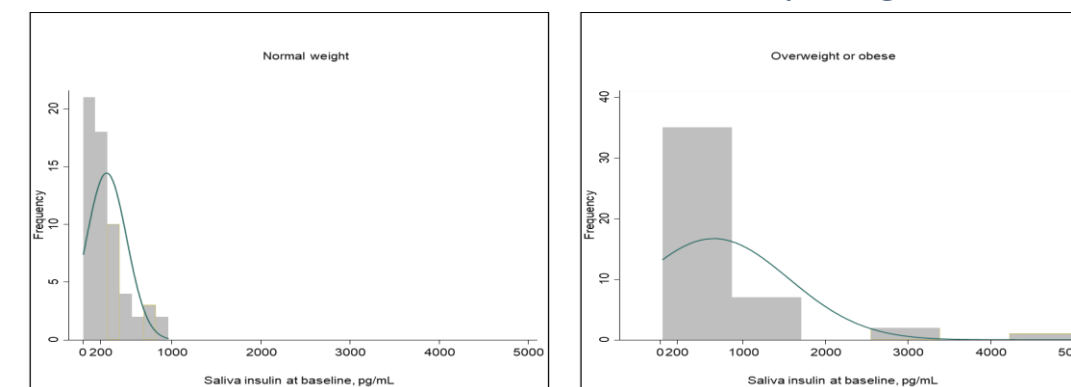 Normal weight
Frequency
20
15
10
5
0
0 200 1000 2000 3000 4000 5000
Saliva insulin at baseline, pg/mL
Overweight or obese
Frequency
40
30
20
10
0
0 200 1000 2000 3000 4000
Saliva insulin at baseline, pg/mL